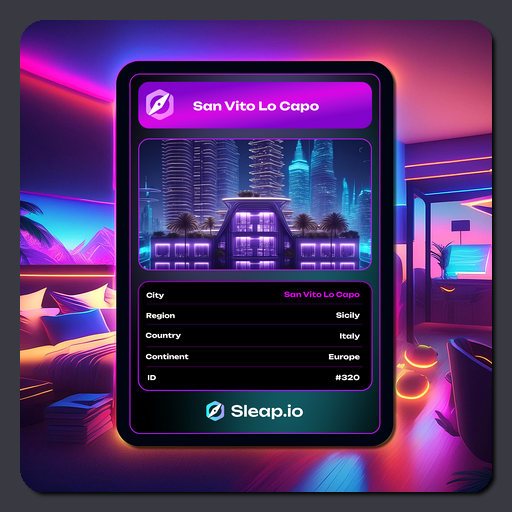 San Vito Lo Capo
City San Vito Lo Capo
Region Sicily
Country Italy
Continent Europe
ID #320
Sleap.io